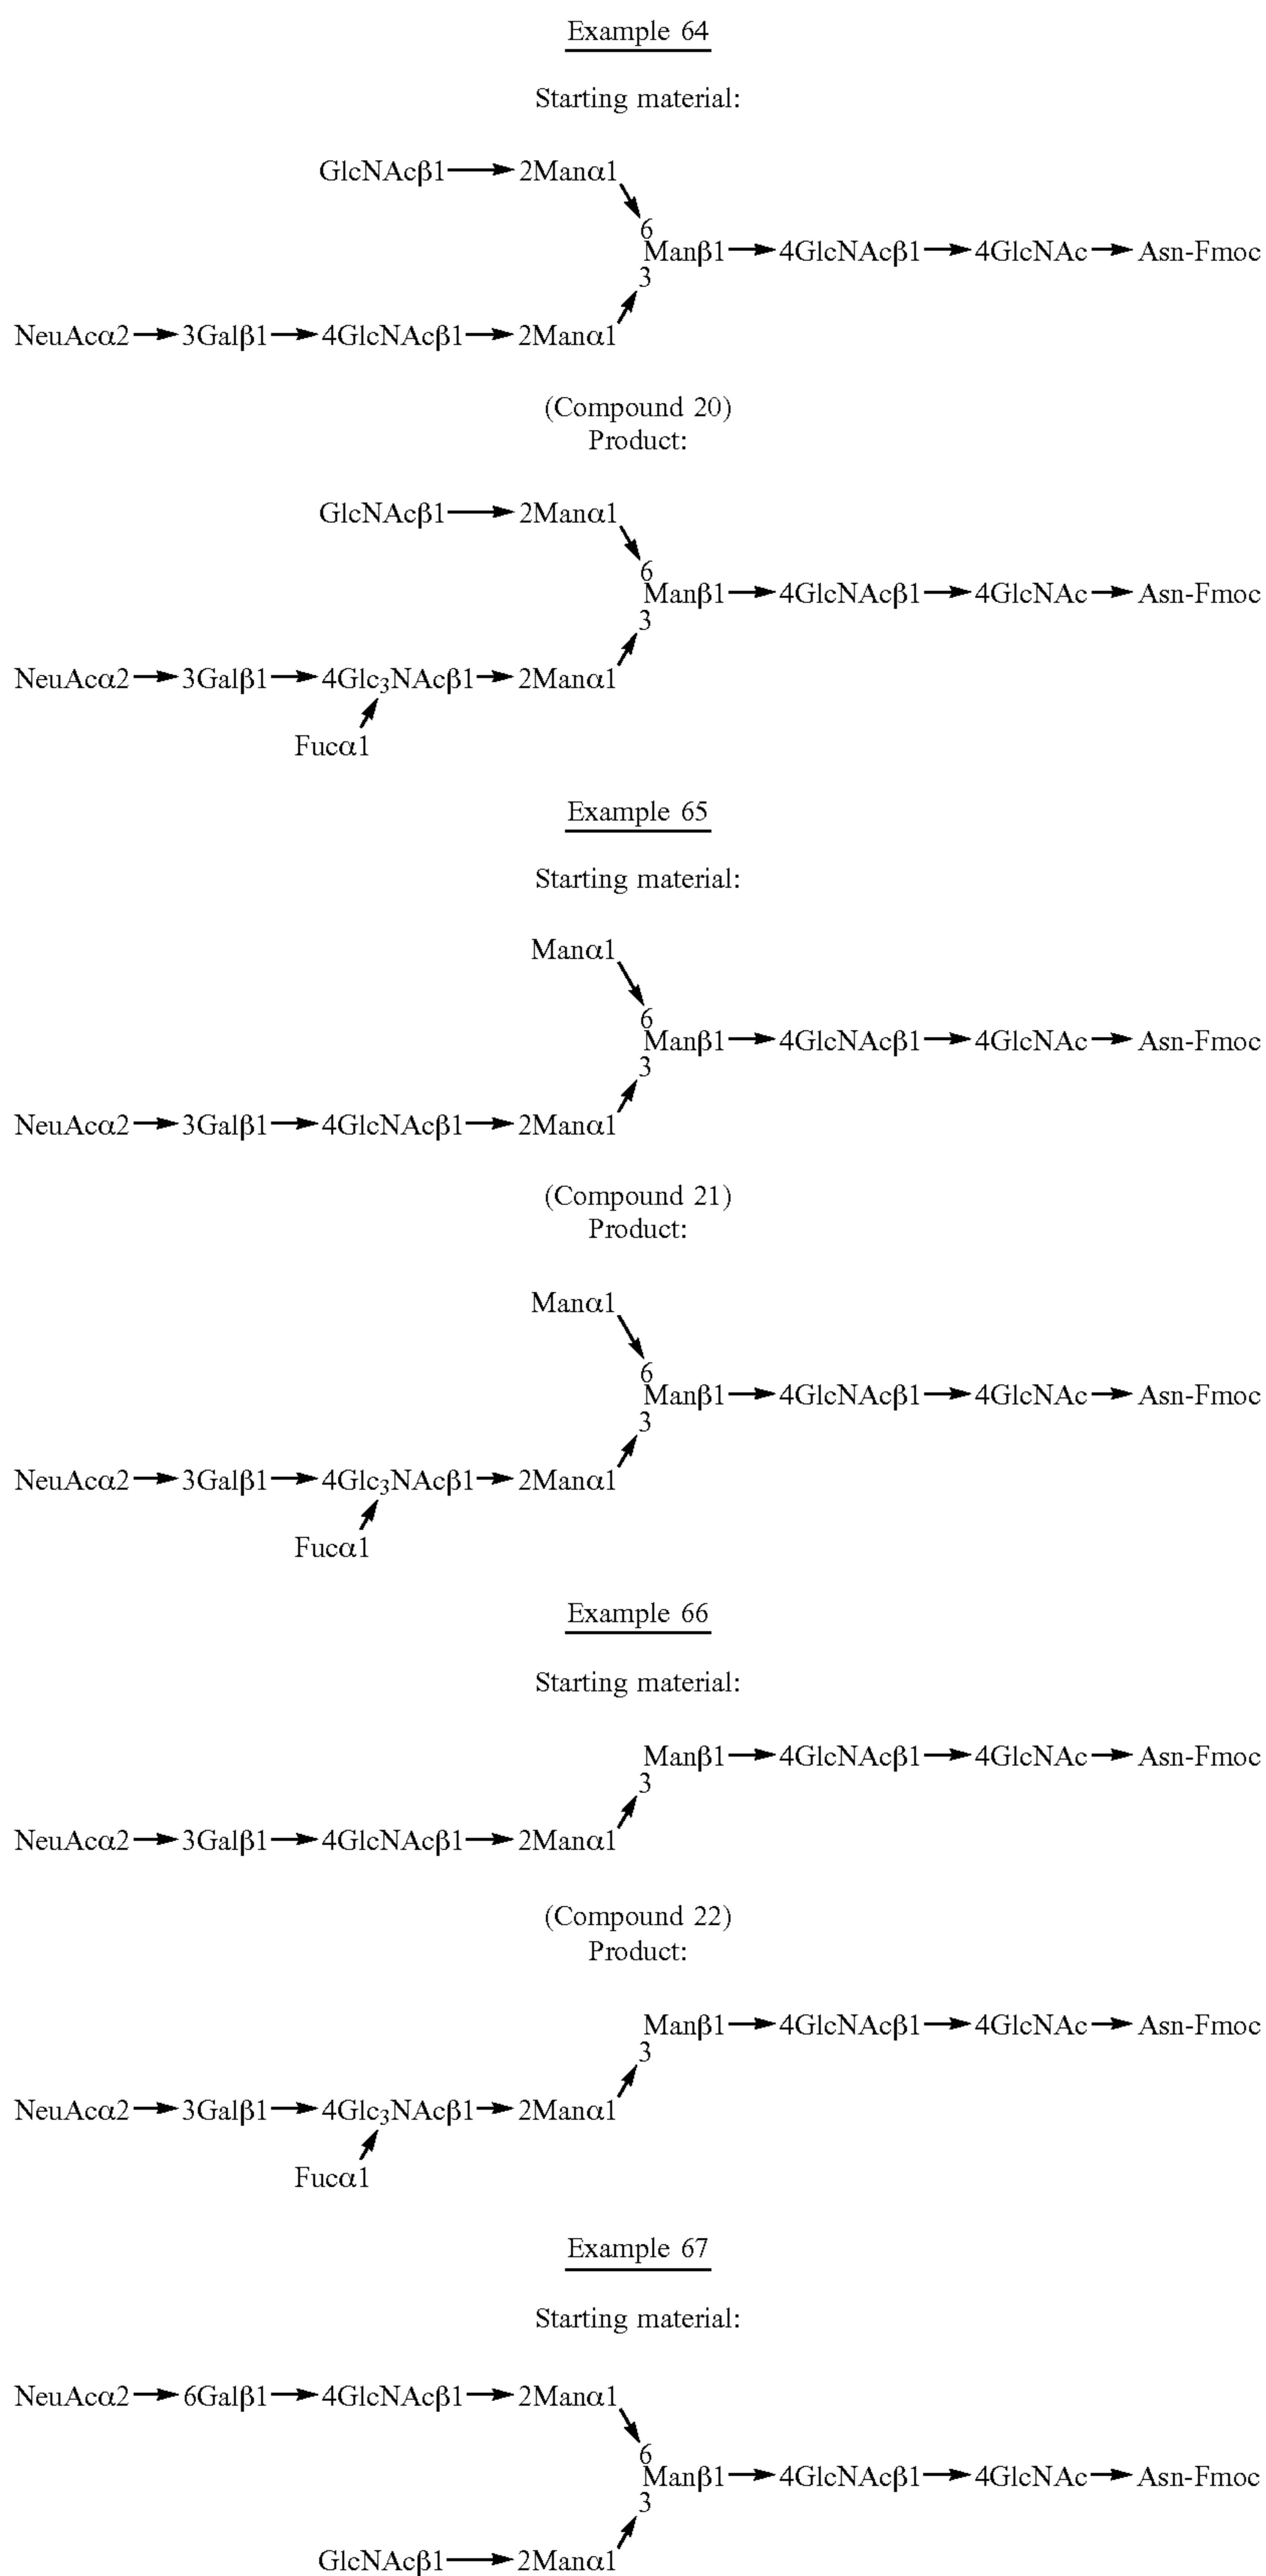 Example 64
Starting material:
GlcNAcβ1→2Manα1
6
Manβ1→4GlcNAcβ1→4GlcNAc→Asn-Fmoc
3
NeuAcα2→3Galβ1→4GlcNAcβ1→2Manα1
(Compound 20)
Product:
GlcNAcβ1→2Manα1
6
Manβ1→4GlcNAcβ1→4GlcNAc→Asn-Fmoc
3
NeuAcα2→3Galβ1→4Glc₃NAcβ1→2Manα1
Fucα1
Example 65
Starting material:
Manα1
6
Manβ1→4GlcNAcβ1→4GlcNAc→Asn-Fmoc
3
NeuAcα2→3Galβ1→4GlcNAcβ1→2Manα1
(Compound 21)
Product:
Manα1
6
Manβ1→4GlcNAcβ1→4GlcNAc→Asn-Fmoc
3
NeuAcα2→3Galβ1→4Glc₃NAcβ1→2Manα1
Fucα1
Example 66
Starting material:
Manβ1→4GlcNAcβ1→4GlcNAc→Asn-Fmoc
3
NeuAcα2→3Galβ1→4GlcNAcβ1→2Manα1
(Compound 22)
Product:
Manβ1→4GlcNAcβ1→4GlcNAc→Asn-Fmoc
3
NeuAcα2→3Galβ1→4Glc₃NAcβ1→2Manα1
Fucα1
Example 67
Starting material:
NeuAcα2→6Galβ1→4GlcNAcβ1→2Manα1
6
Manβ1→4GlcNAcβ1→4GlcNAc→Asn-Fmoc
3
GlcNAcβ1→2Manα1